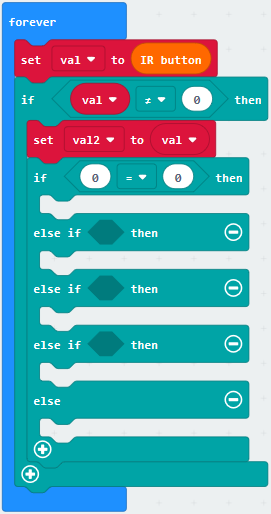 forever
set val to IR button
if val ≠ 0 then
set val2 to val
if 0 = 0 then
else if then
else if then
else if then
else